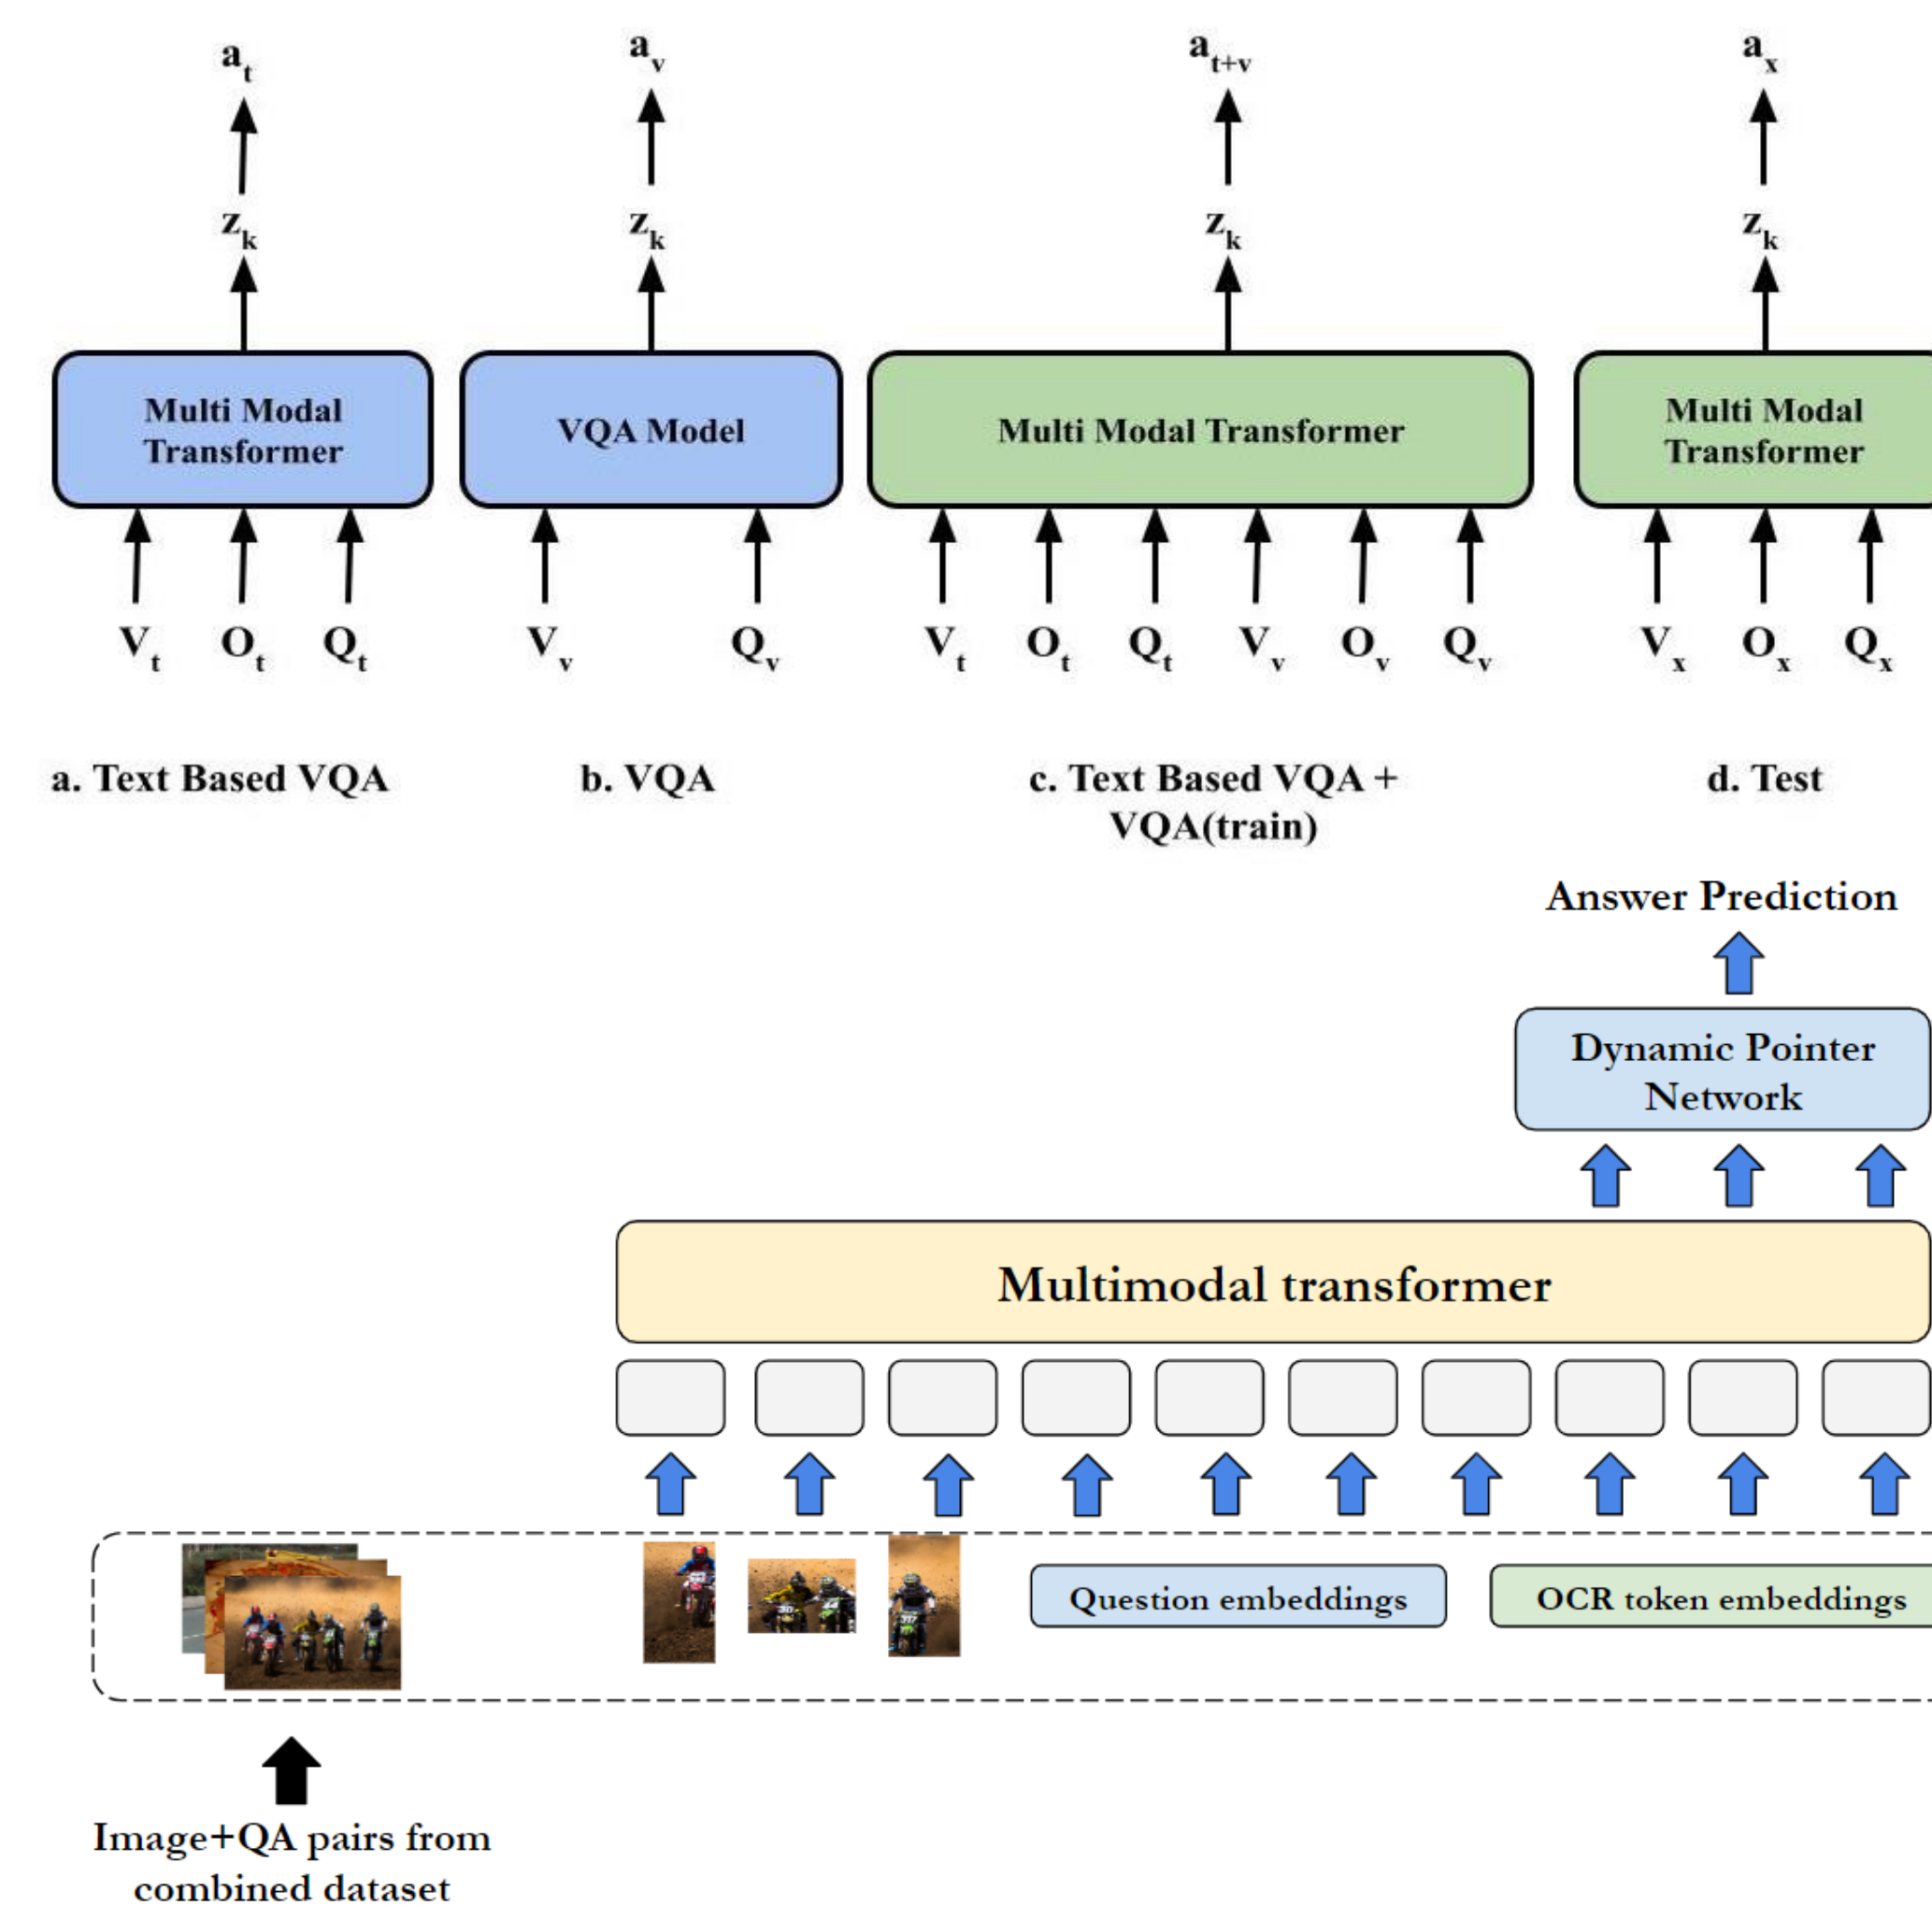 a_t a_v a_{t+v} a_x
z_k z_k z_k z_k
Multi Modal
Transformer
VQA Model
Multi Modal Transformer
Multi Modal
Transformer
V_t O_t Q_t V_v Q_v V_t O_t Q_t V_v O_v Q_v V_x O_x Q_x
a. Text Based VQA
b. VQA
c. Text Based VQA +
VQA(train)
d. Test
Answer Prediction
Dynamic Pointer
Network
Multimodal transformer
Question embeddings
OCR token embeddings
Image+QA pairs from
combined dataset